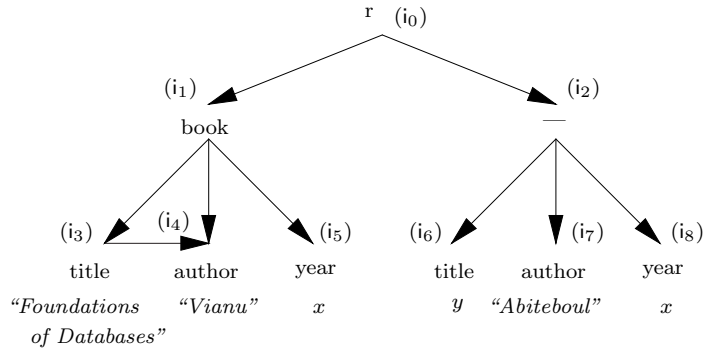 r (i₀)
(i₁) (i₂)
book —
(i₃) (i₄) (i₅) (i₆) (i₇) (i₈)
title author year title author year
“Foundations “Vianu” x y “Abiteboul” x
of Databases”